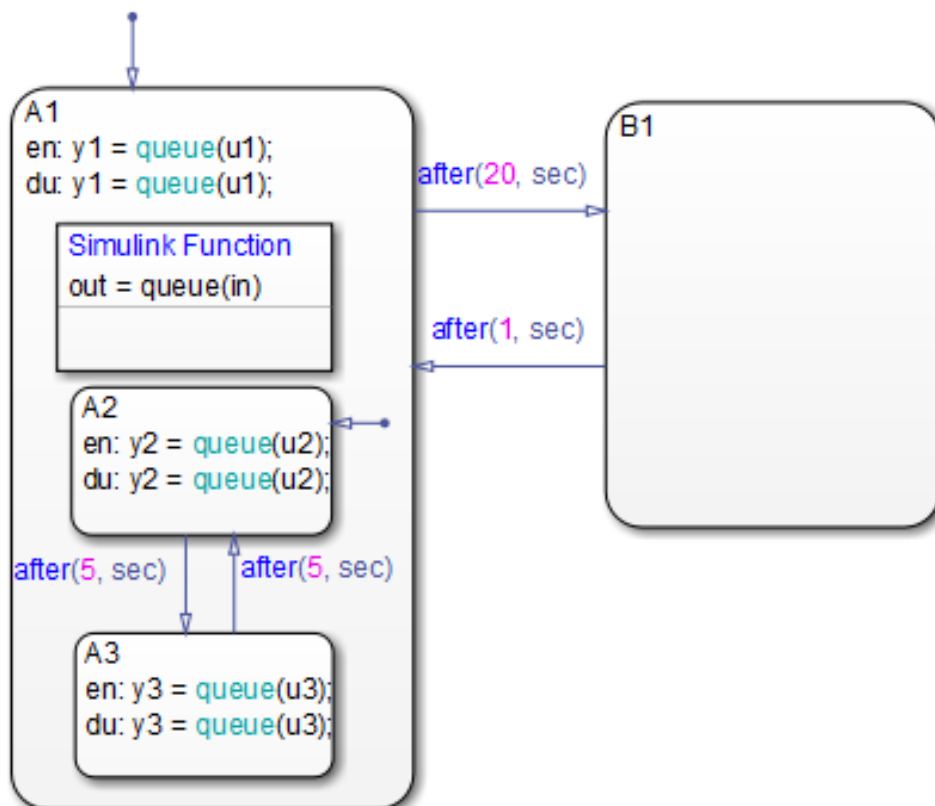 A1
en: y1 = queue(u1);
du: y1 = queue(u1);
Simulink Function
out = queue(in)
A2
en: y2 = queue(u2);
du: y2 = queue(u2);
after(5, sec)
after(5, sec)
A3
en: y3 = queue(u3);
du: y3 = queue(u3);
after(20, sec)
after(1, sec)
B1